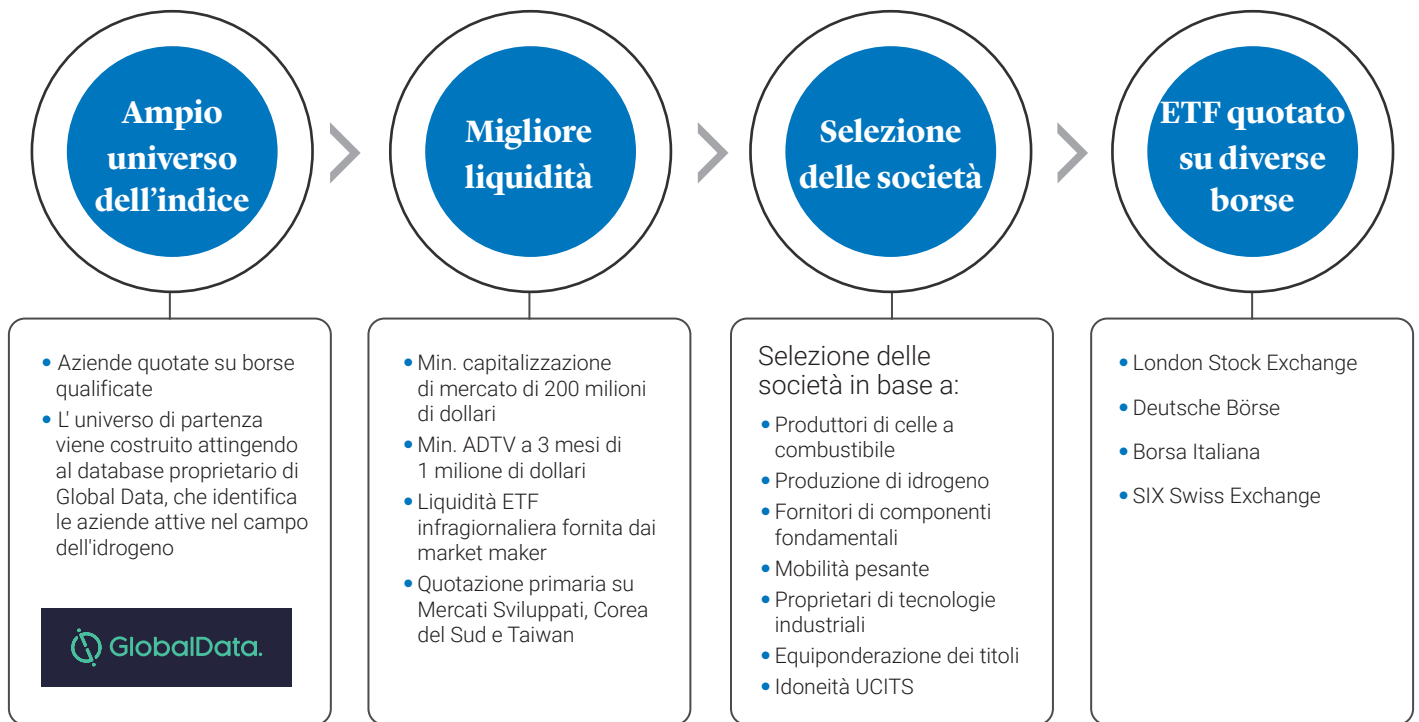 Ampio
universo
dell’indice
Migliore
liquidità
Selezione
delle società
ETF quotato
su diverse
borse
• Aziende quotate su borse
qualificate
• L' universo di partenza
viene costruito attingendo
al database proprietario di
Global Data, che identifica
le aziende attive nel campo
dell'idrogeno
GlobalData.
• Min. capitalizzazione
di mercato di 200 milioni
di dollari
• Min. ADTV a 3 mesi di
1 milione di dollari
• Liquidità ETF
infragiornaliera fornita dai
market maker
• Quotazione primaria su
Mercati Sviluppati, Corea
del Sud e Taiwan
Selezione delle
società in base a:
• Produttori di celle a
combustibile
• Produzione di idrogeno
• Fornitori di componenti
fondamentali
• Mobilità pesante
• Proprietari di tecnologie
industriali
• Equiponderazione dei titoli
• Idoneità UCITS
• London Stock Exchange
• Deutsche Börse
• Borsa Italiana
• SIX Swiss Exchange